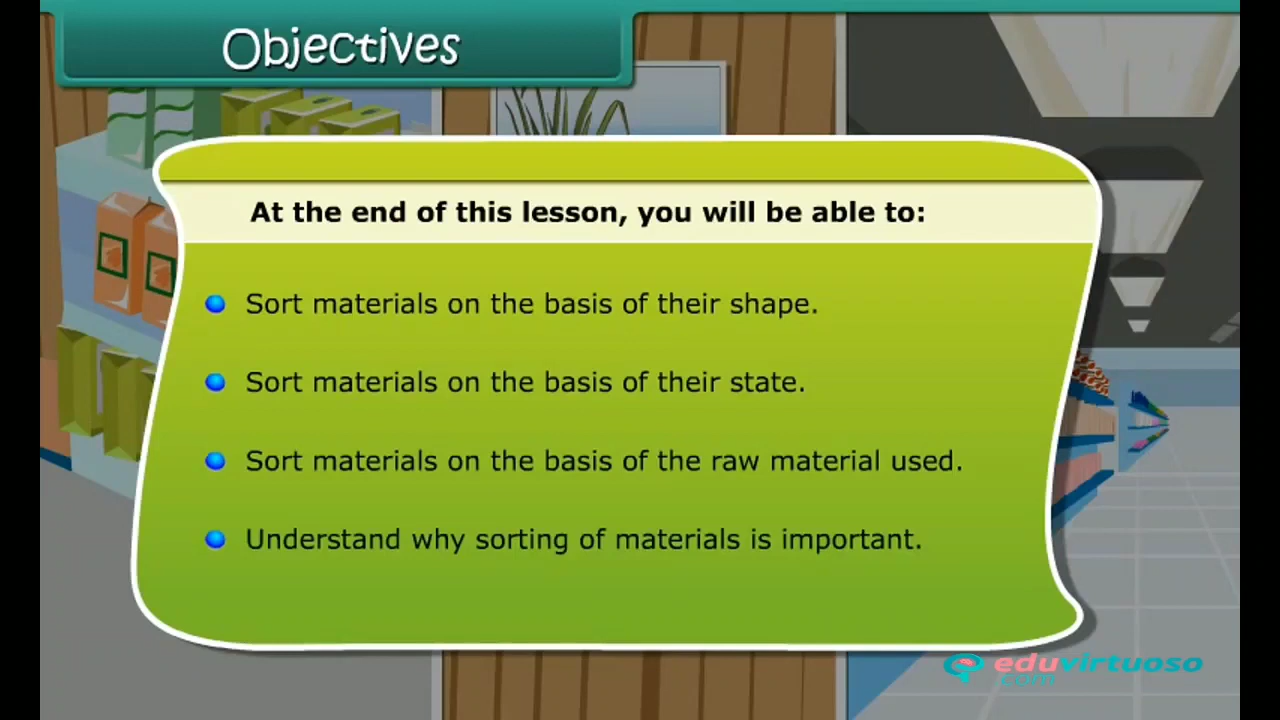 Objectives
At the end of this lesson, you will be able to:
Sort materials on the basis of their shape.
Sort materials on the basis of their state.
Sort materials on the basis of the raw material used.
Understand why sorting of materials is important.
eduvirtuoso
.com